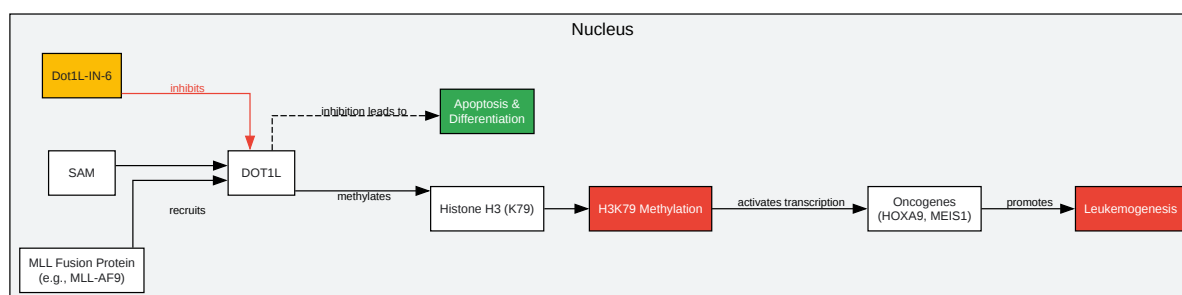 Nucleus
Dot1L-IN-6
inhibits
inhibition leads to
Apoptosis &
Differentiation
SAM
DOT1L
recruits
methylates
Histone H3 (K79)
H3K79 Methylation
activates transcription
Oncogenes
(HOXA9, MEIS1)
promotes
Leukemogenesis
MLL Fusion Protein
(e.g., MLL-AF9)